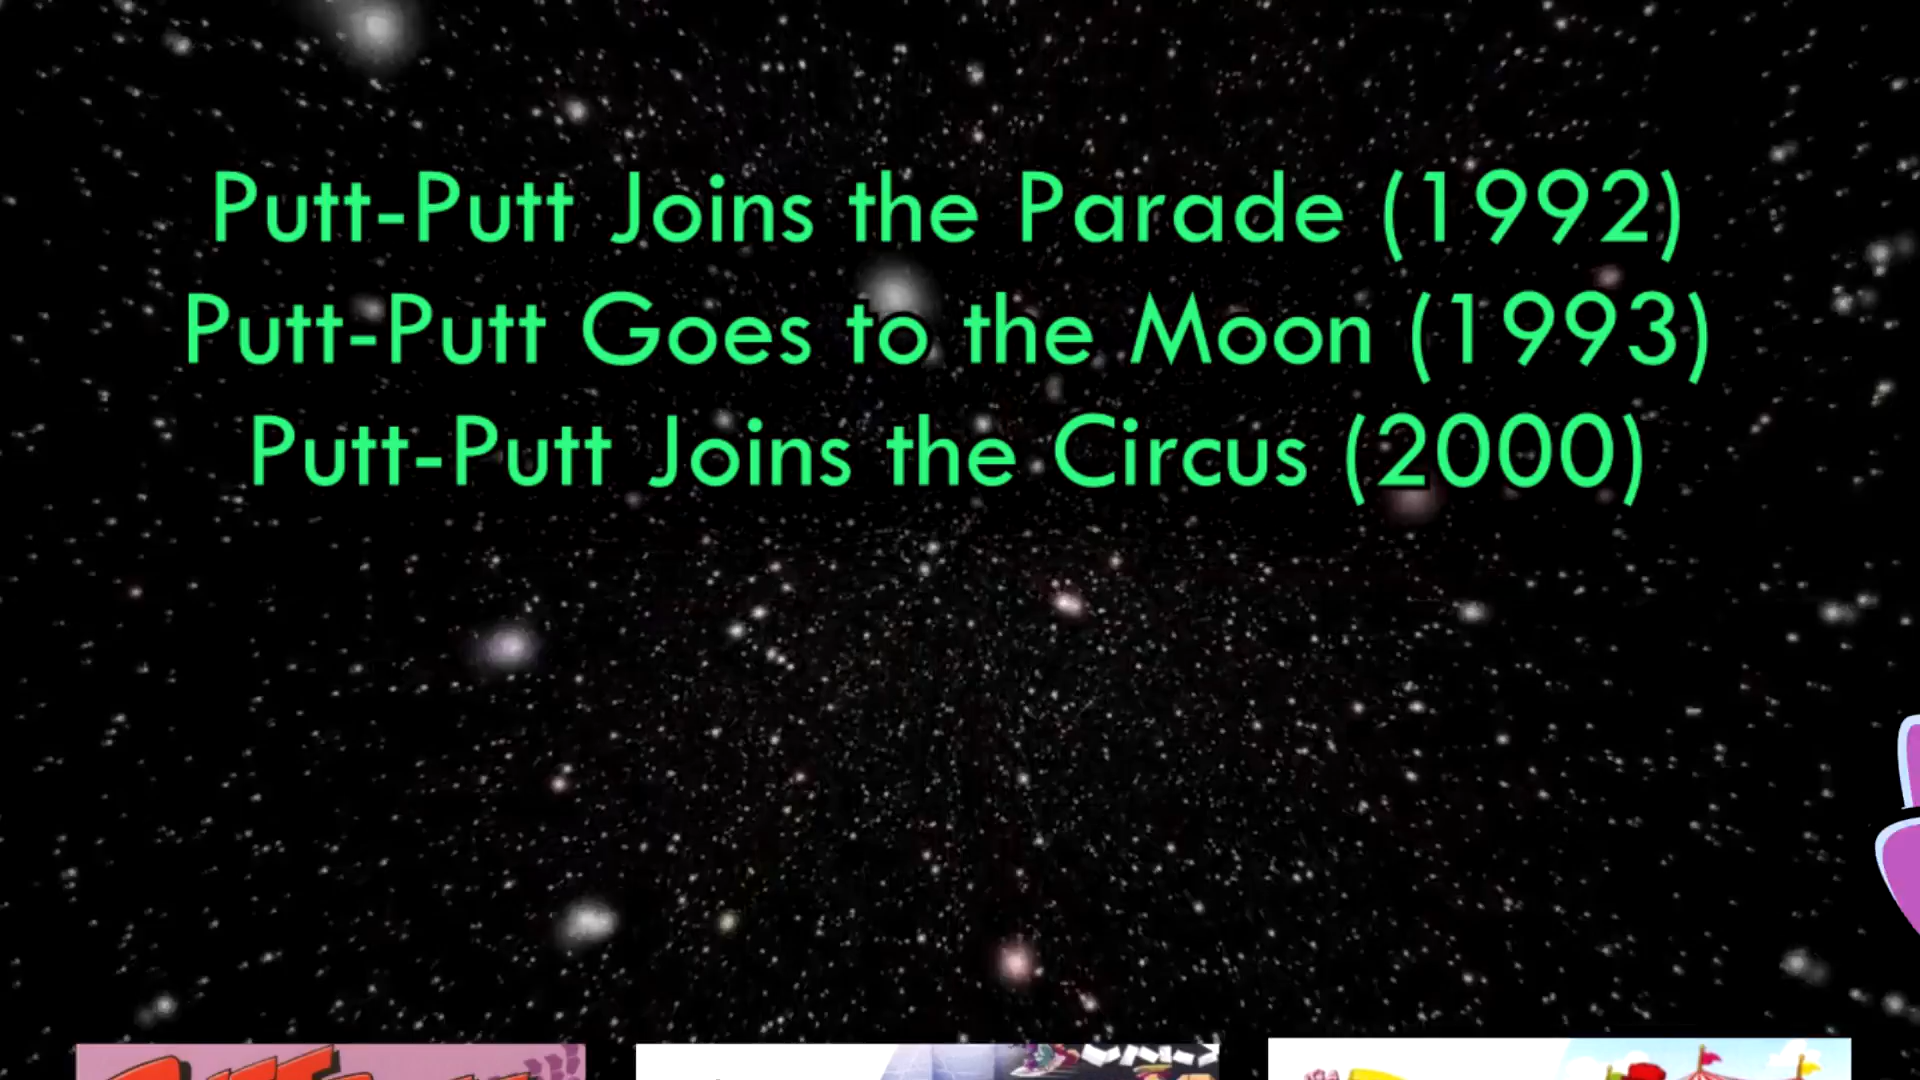 Putt-Putt Joins the Parade (1992)
Putt-Putt Goes to the Moon (1993)
Putt-Putt Joins the Circus (2000)